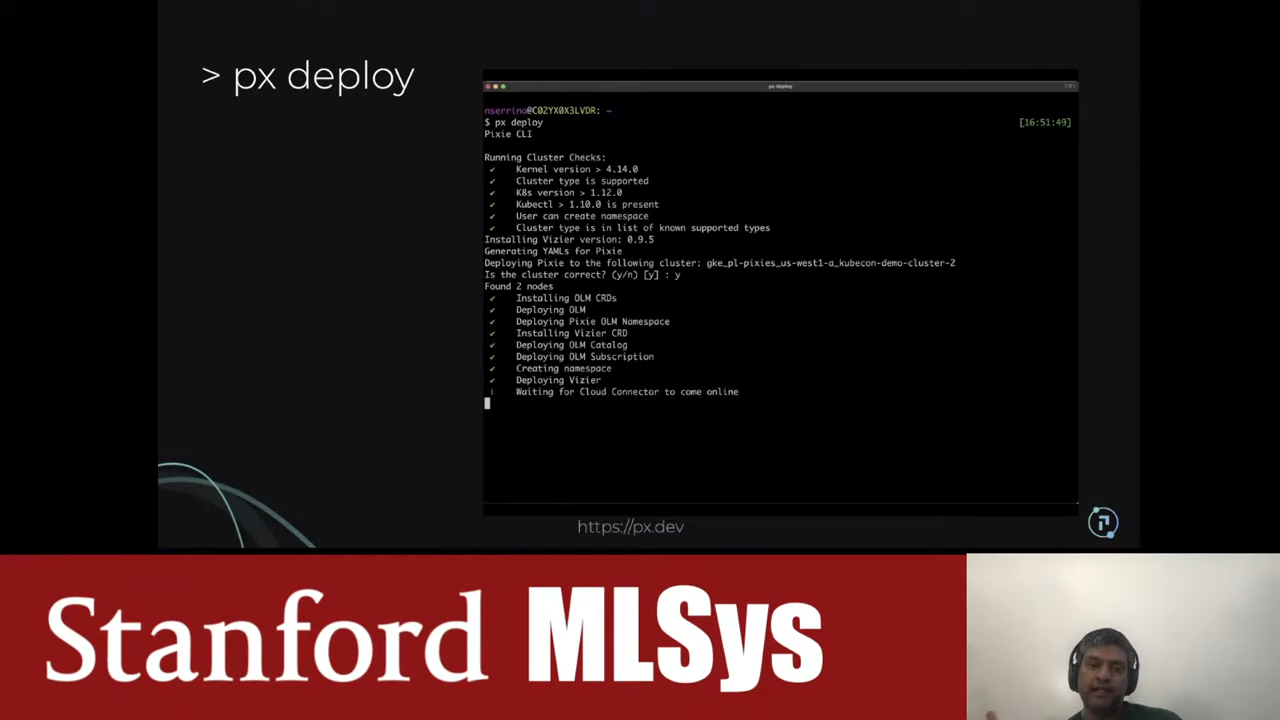 > px deploy
px deploy
nserrino@C02YX0X3LVDR: ~
$ px deploy [16:51:49]
Pixie CLI
Running Cluster Checks:
✔ Kernel version > 4.14.0
✔ Cluster type is supported
✔ K8s version > 1.12.0
✔ Kubectl > 1.10.0 is present
✔ User can create namespace
✔ Cluster type is in list of known supported types
Installing Vizier version: 0.9.5
Generating YAMLs for Pixie
Deploying Pixie to the following cluster: gke_pl-pixies_us-west1-a_kubecon-demo-cluster-2
Is the cluster correct? (y/n) [y] : y
Found 2 nodes
✔ Installing OLM CRDs
✔ Deploying OLM
✔ Deploying Pixie OLM Namespace
✔ Installing Vizier CRD
✔ Deploying OLM Catalog
✔ Deploying OLM Subscription
✔ Creating namespace
✔ Deploying Vizier
Waiting for Cloud Connector to come online
https://px.dev
Stanford MLSys